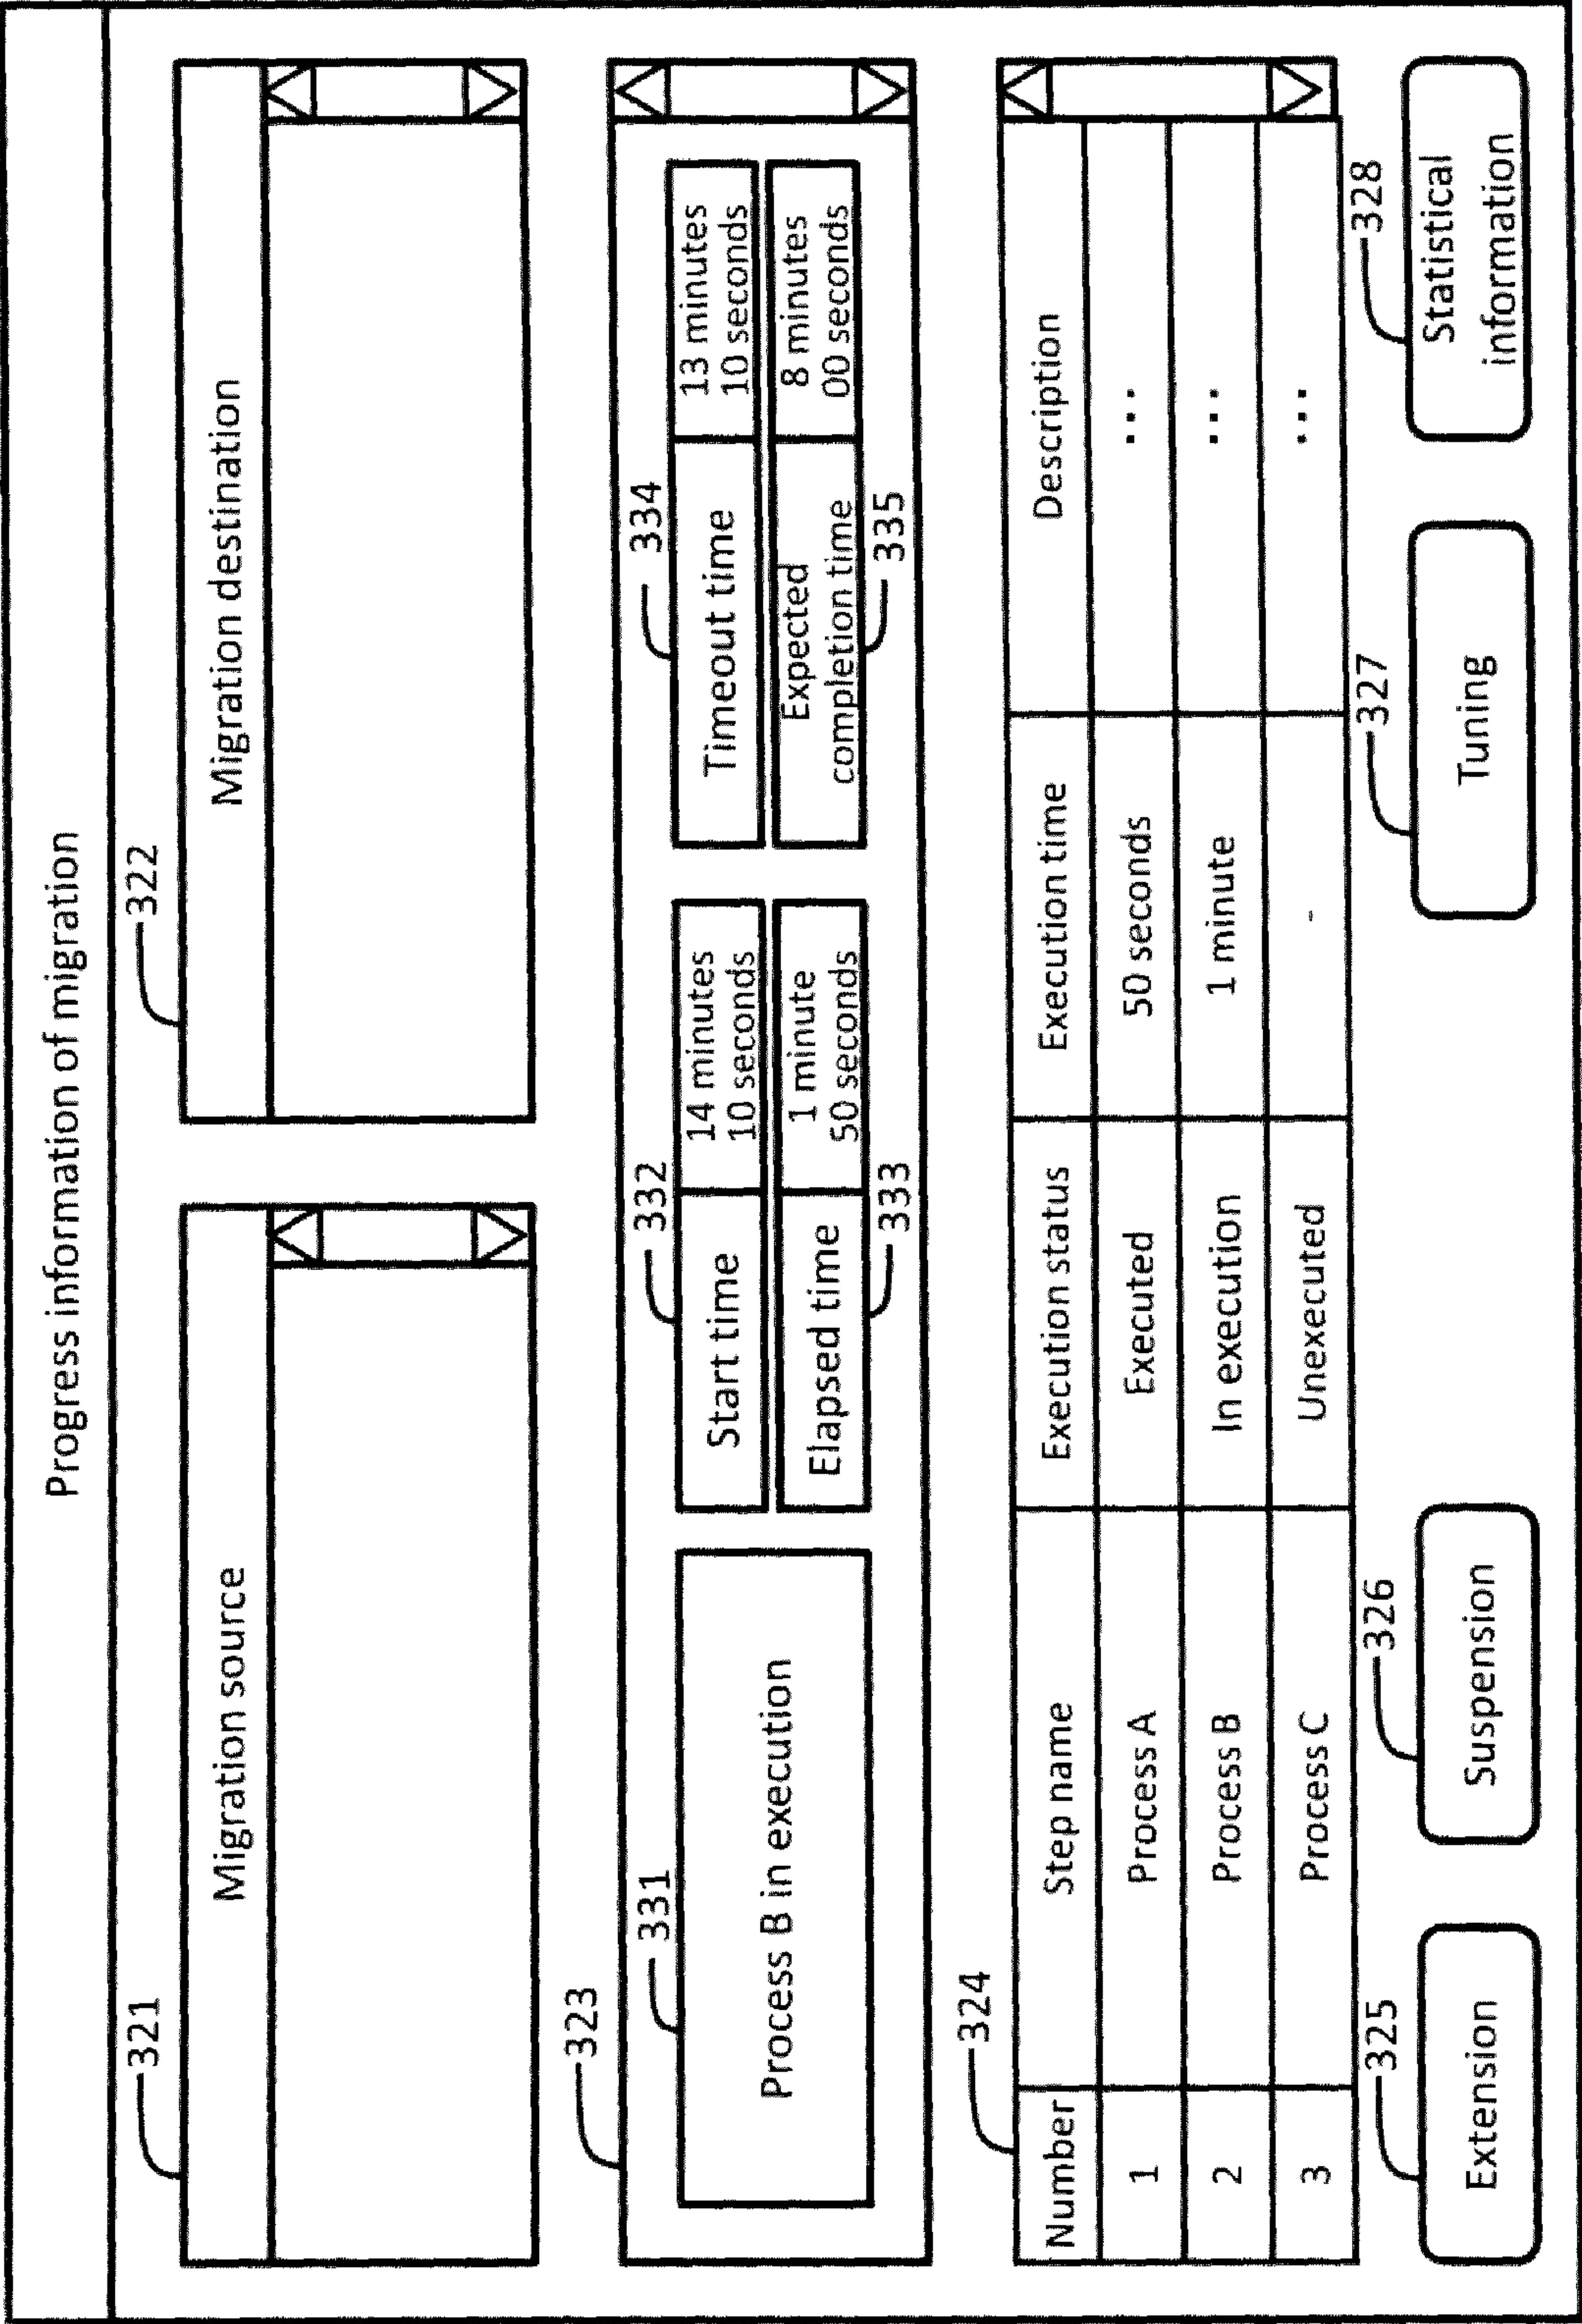 Progress information of migration
321
322
Migration source
Migration destination
323
331
332
334
Process B in execution
Start time
14 minutes
10 seconds
Timeout time
13 minutes
10 seconds
Elapsed time
1 minute
50 seconds
Expected
completion time
8 minutes
00 seconds
333
335
324
Number
Step name
Execution status
Execution time
Description
1
Process A
Executed
50 seconds
...
2
Process B
In execution
1 minute
...
3
Process C
Unexecuted
-
...
325
326
327
328
Extension
Suspension
Tuning
Statistical
information